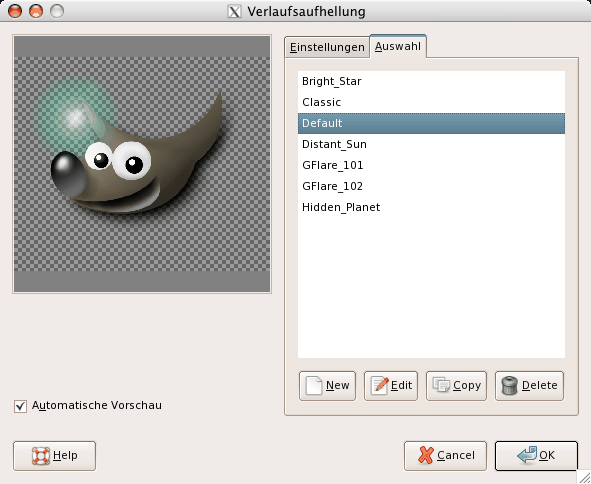 Verlaufsaufhellung
Einstellungen
Auswahl
Bright_Star
Classic
Default
Distant_Sun
GFlare_101
GFlare_102
Hidden_Planet
New
Edit
Copy
Delete
Automatische Vorschau
Help
Cancel
OK